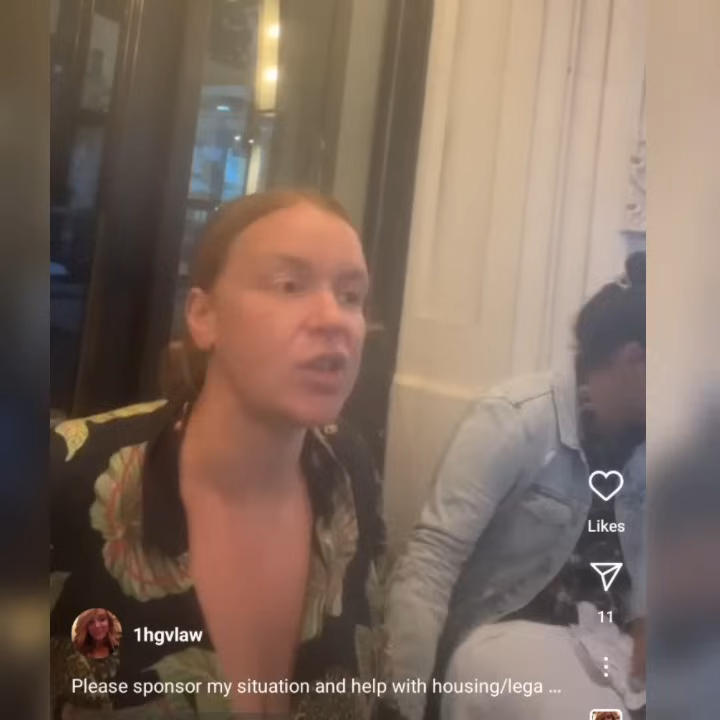 Likes
11
1hgvlaw
Please sponsor my situation and help with housing/lega ...